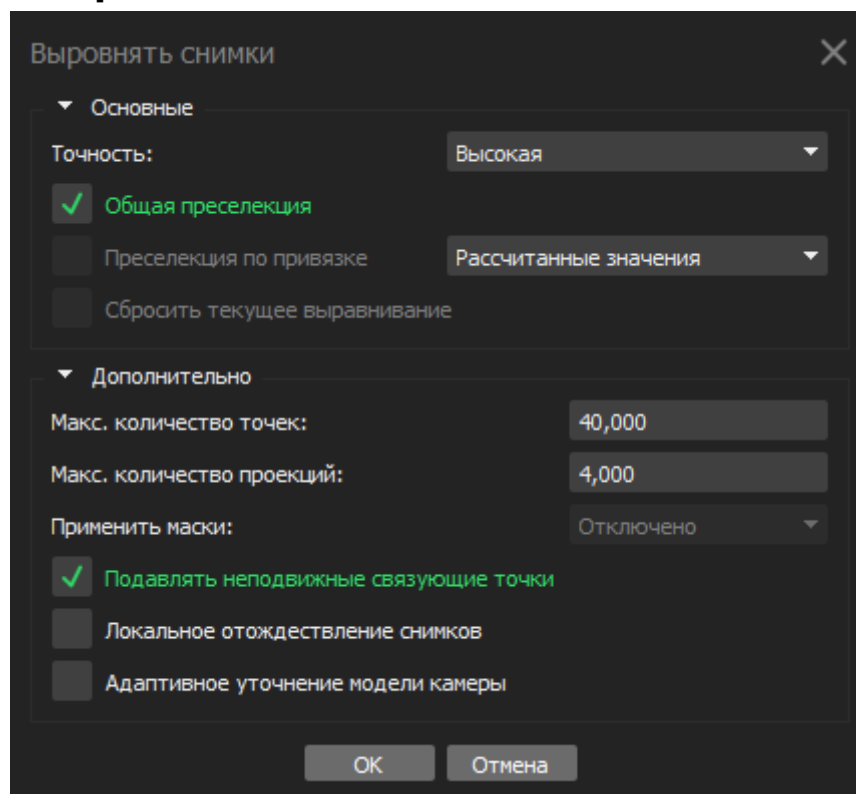 Выровнять снимки
Основные
Точность: Высокая
Общая преселекция
Преселекция по привязке Рассчитанные значения
Сбросить текущее выравнивание
Дополнительно
Макс. количество точек: 40,000
Макс. количество проекций: 4,000
Применить маски: Отключено
Подавлять неподвижные связующие точки
Локальное отождествление снимков
Адаптивное уточнение модели камеры
OK Отмена